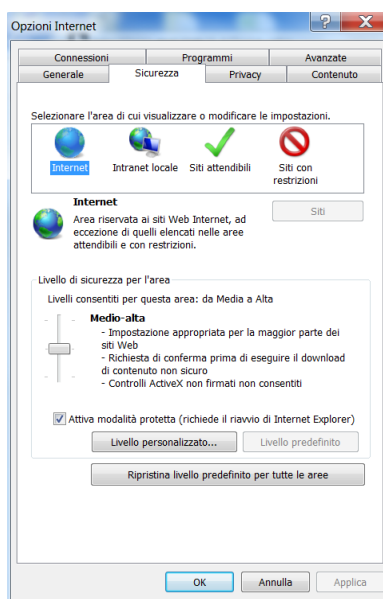 Opzioni Internet
Connessioni Programmi Avanzate
Generale Sicurezza Privacy Contenuto
Selezionare l'area di cui visualizzare o modificare le impostazioni.
Internet Intranet locale Siti attendibili Siti con
restrizioni
Internet
Area riservata ai siti Web Internet, ad
eccezione di quelli elencati nelle aree
attendibili e con restrizioni.
Siti
Livello di sicurezza per l'area
Livelli consentiti per questa area: da Media a Alta
Medio-alta
- Impostazione appropriata per la maggior parte dei
siti Web
- Richiesta di conferma prima di eseguire il download
di contenuto non sicuro
- Controlli ActiveX non firmati non consentiti
Attiva modalità protetta (richiede il riavvio di Internet Explorer)
Livello personalizzato... Livello predefinito
Ripristina livello predefinito per tutte le aree
OK Annulla Applica